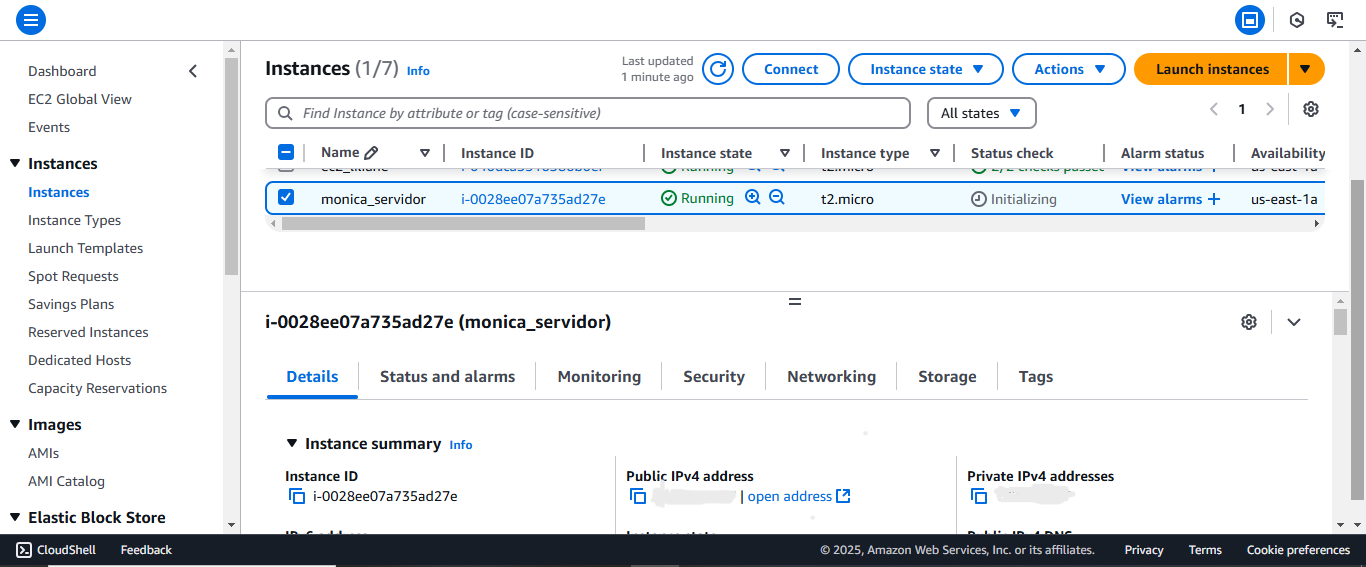 Instances (1/7) Info
Last updated
1 minute ago
Connect
Instance state
Actions
Launch instances
Find Instance by attribute or tag (case-sensitive)
All states
1
Name
Instance ID
Instance state
Instance type
Status check
Alarm status
Availability
Running
t2.micro
2/2 checks passed
View alarms +
us-east-1a
monica_servidor
i-0028ee07a735ad27e
Running
t2.micro
Initializing
View alarms +
us-east-1a
Dashboard
EC2 Global View
Events
Instances
Instances
Instance Types
Launch Templates
Spot Requests
Savings Plans
Reserved Instances
Dedicated Hosts
Capacity Reservations
Images
AMIs
AMI Catalog
Elastic Block Store
i-0028ee07a735ad27e (monica_servidor)
Details
Status and alarms
Monitoring
Security
Networking
Storage
Tags
Instance summary Info
Instance ID
i-0028ee07a735ad27e
Public IPv4 address
| open address
Private IPv4 addresses
CloudShell
Feedback
© 2025, Amazon Web Services, Inc. or its affiliates.
Privacy
Terms
Cookie preferences